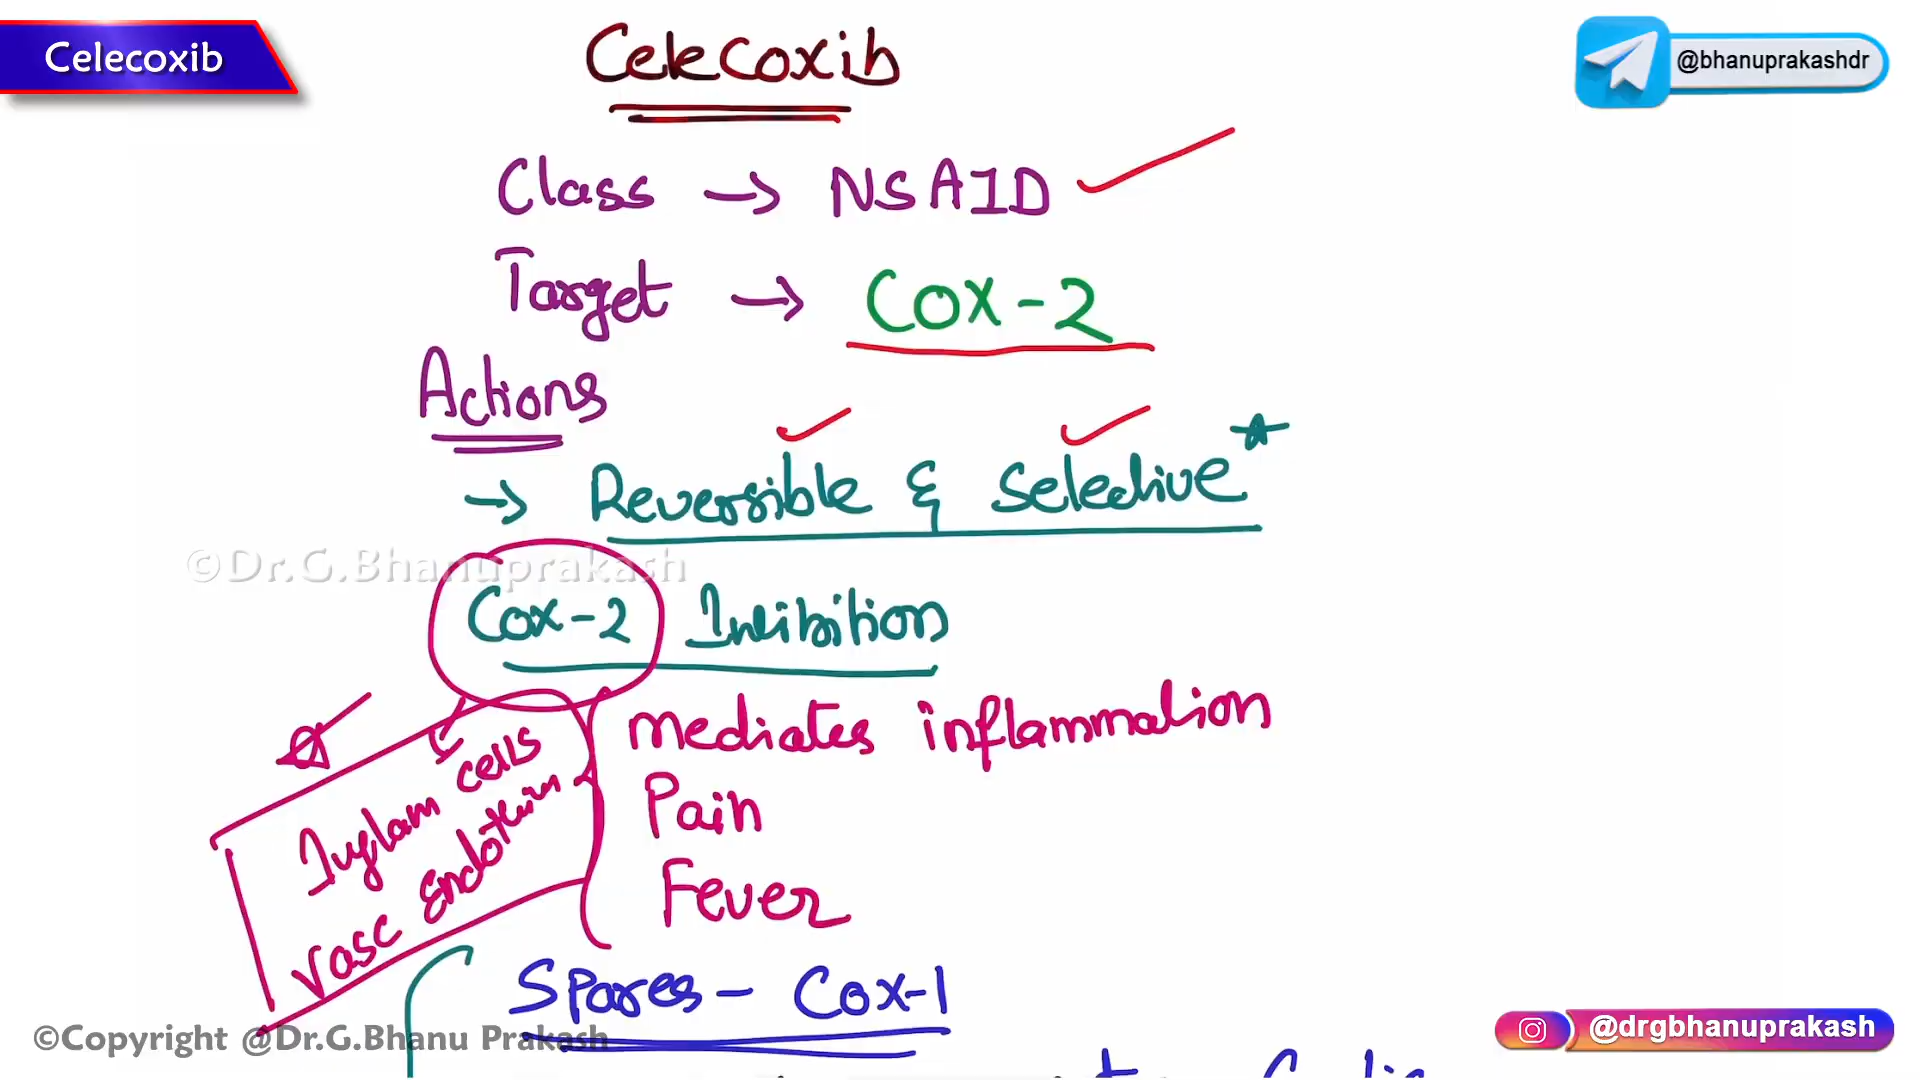 Celecoxib
Celecoxib
@bhanuprakashdr
Class → NSAID
Target → COX-2
Actions
→ Reversible & Selective
©Dr.G.Bhanuprakash
Cox-2 Inhibition
mediates inflammation
Pain
Fever
Inflam cells
Vasc Endothium
Spares - Cox-1
©Copyright @Dr.G.Bhanu Prakash
@drgbhanuprakash